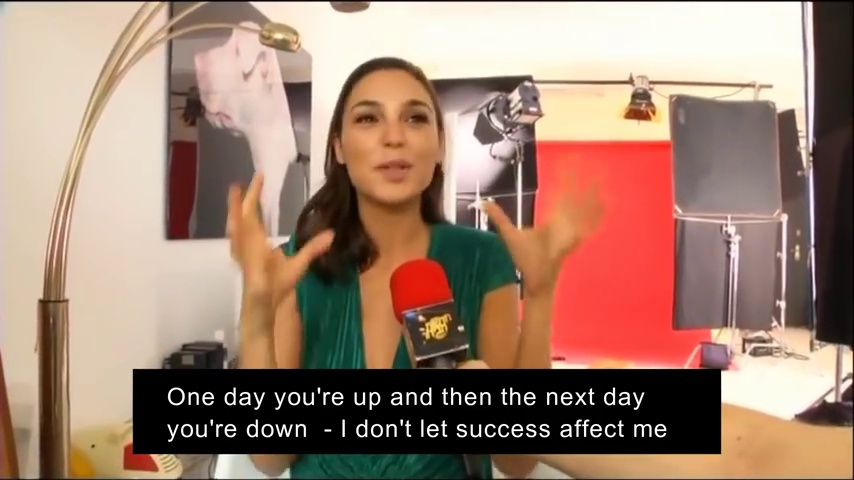 One day you're up and then the next day
you're down  - I don't let success affect me